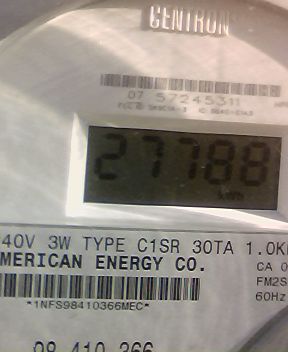 CENTRON
07 57245311
27788
kWh
40V 3W TYPE C1SR 30TA 1.0K
MERICAN ENERGY CO.
CA 0
FM2S
60Hz
*1NFS98410366MEC*
98 410 366